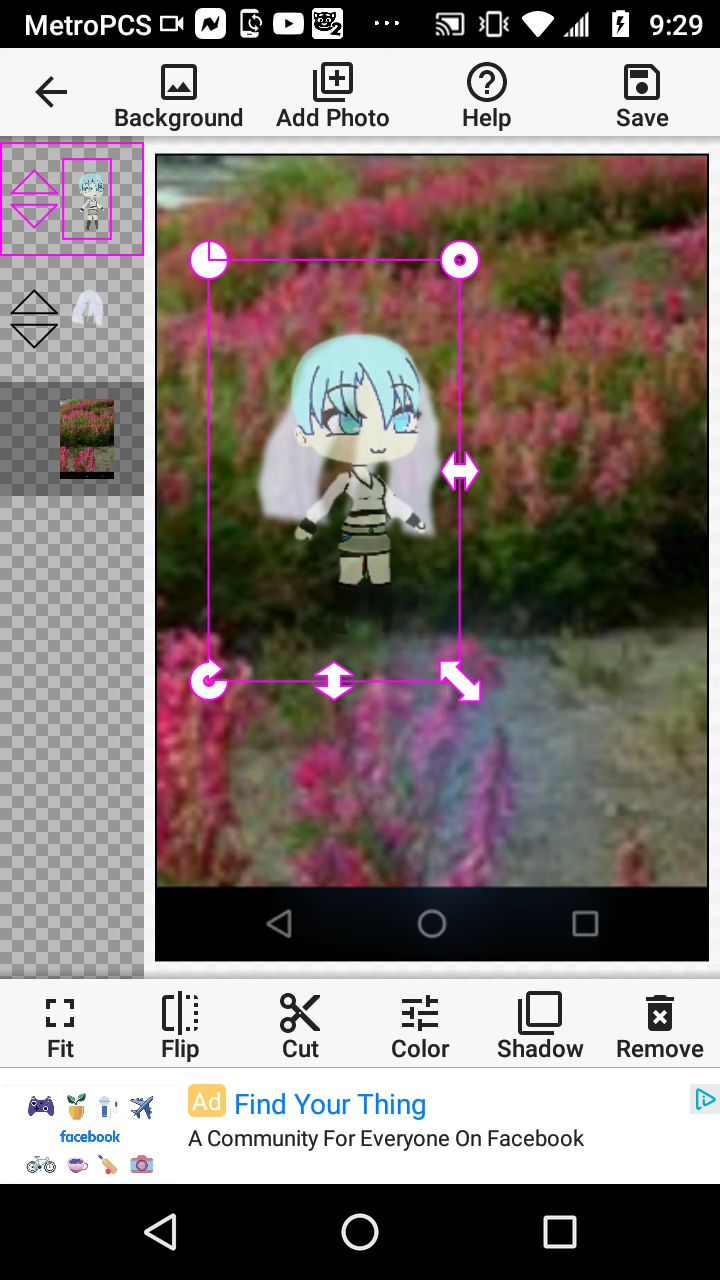 MetroPCS 2 ... 9:29
Background Add Photo Help Save
Fit Flip Cut Color Shadow Remove
facebook
Ad Find Your Thing
A Community For Everyone On Facebook